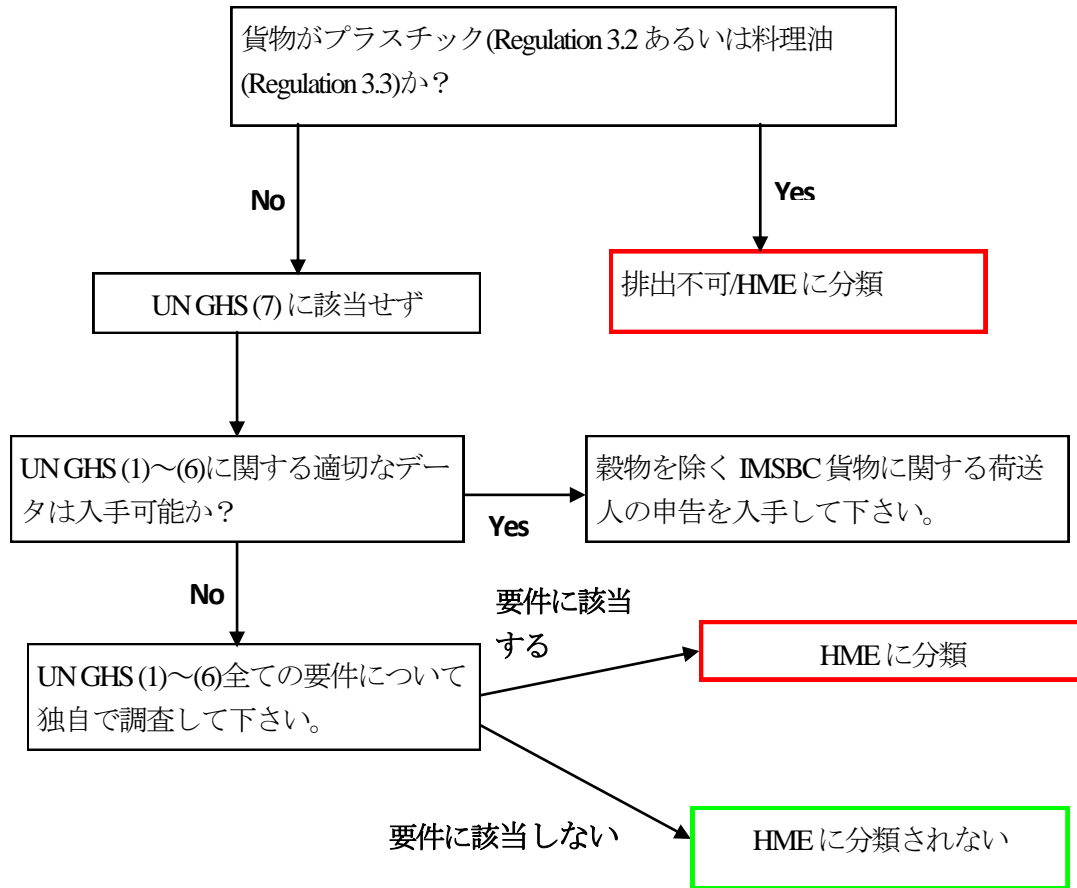 貨物がプラスチック(Regulation 3.2 あるいは料理油
(Regulation 3.3)か？
No
Yes
UN GHS (7) に該当せず
排出不可/HME に分類
UN GHS (1)～(6)に関する適切なデー
タは入手可能か？
Yes
穀物を除く IMSBC 貨物に関する荷送
人の申告を入手して下さい。
No
要件に該当
する
UN GHS (1)～(6)全ての要件について
独自で調査して下さい。
HME に分類
要件に該当しない
HME に分類されない